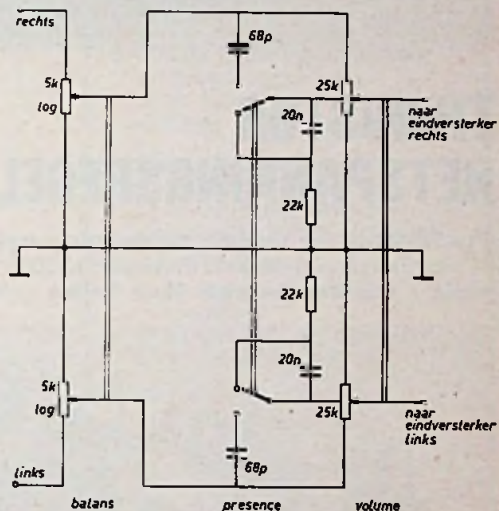 rechts
68p
5k
log
25k
20n
naar
eindversterker
rechts
22k
22k
20n
5k
log
25k
naar
eindversterker
links
68p
links
balans
presence
volume